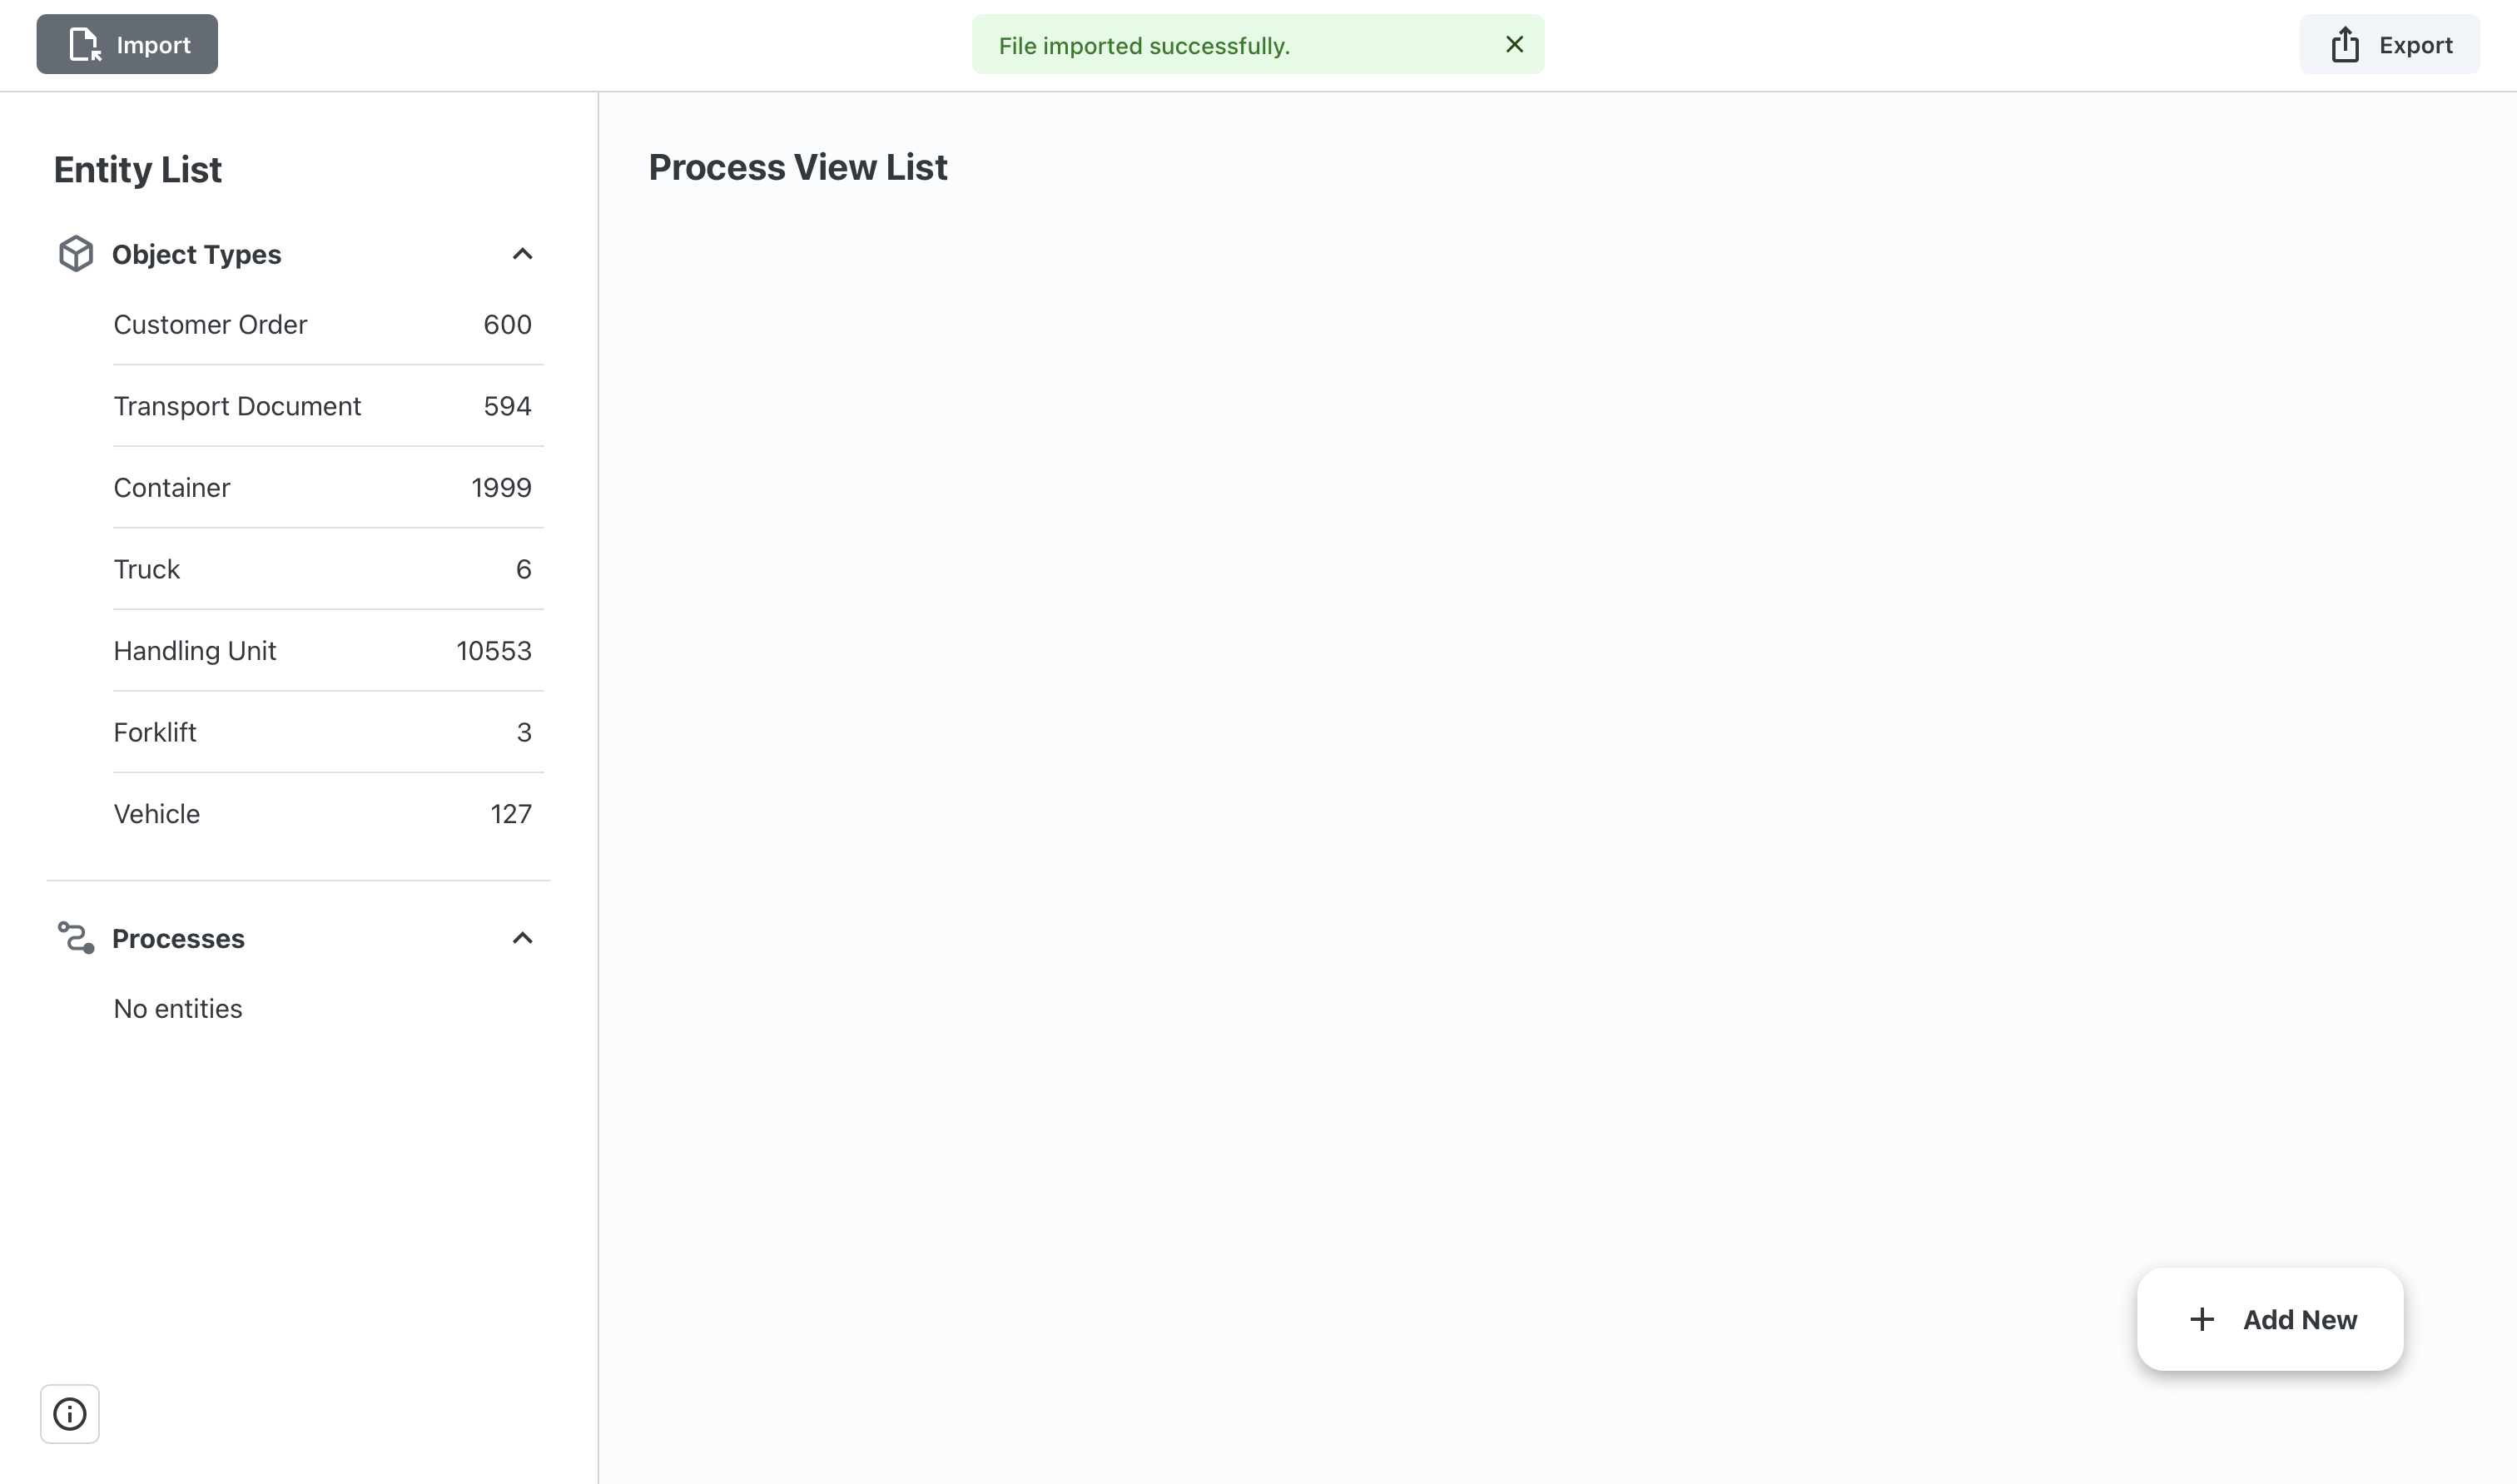 Import
File imported successfully.
Export
Entity List
Object Types
Customer Order 600
Transport Document 594
Container 1999
Truck 6
Handling Unit 10553
Forklift 3
Vehicle 127
Processes
No entities
Process View List
Add New